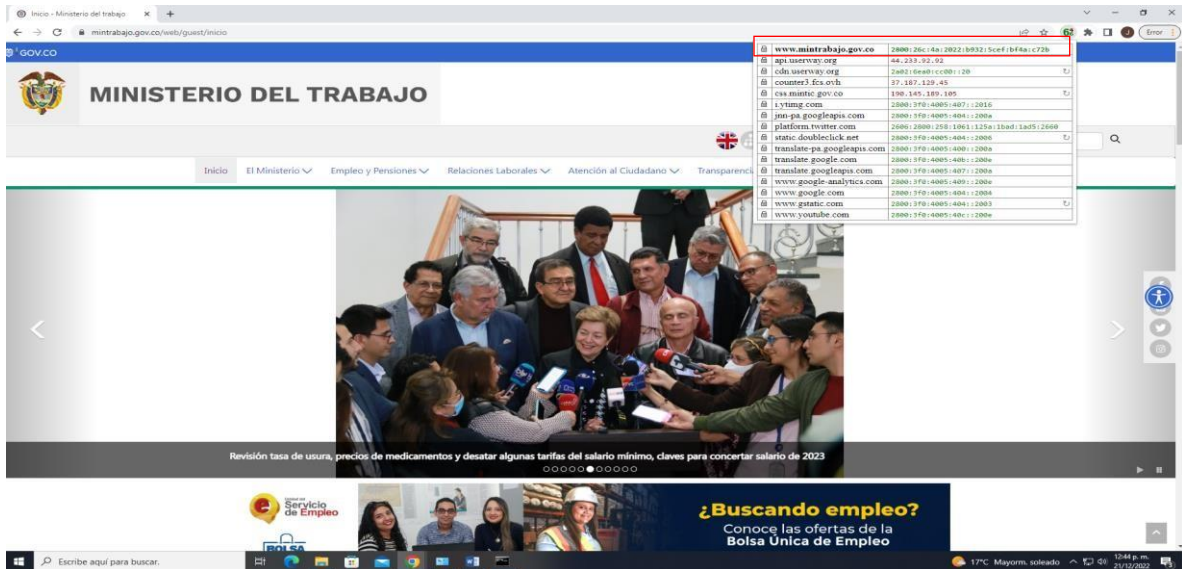 Inicio - Ministerio del trabajo
mintrabajo.gov.co/web/guest/inicio
Error
GOV.CO
MINISTERIO DEL TRABAJO
www.mintrabajo.gov.co 2800:26c:4a:2022:b932:5cef:bf4a:c72b
api.userway.org 44.233.92.92
cdn.userway.org 2a02:6ea0:cc00::20
counter3.fcs.ovh 37.187.129.45
css.mintic.gov.co 190.145.189.105
i.ytimg.com 2800:3f0:4005:407::2016
jnn-pa.googleapis.com 2800:3f0:4005:404::200a
platform.twitter.com 2606:2800:258:1061:125a:1bad:1ad5:2660
static.doubleclick.net 2800:3f0:4005:404::2006
translate-pa.googleapis.com 2800:3f0:4005:400::200a
translate.google.com 2800:3f0:4005:40b::200e
translate.googleapis.com 2800:3f0:4005:407::200a
www.google-analytics.com 2800:3f0:4005:409::200e
www.google.com 2800:3f0:4005:404::2004
www.gstatic.com 2800:3f0:4005:404::2003
www.youtube.com 2800:3f0:4005:40c::200e
Inicio El Ministerio Empleo y Pensiones Relaciones Laborales Atención al Ciudadano Transparenci
Revisión tasa de usura, precios de medicamentos y desatar algunas tarifas del salario mínimo, claves para concertar salario de 2023
Servicio
de Empleo
BOLSA
¿Buscando empleo?
Conoce las ofertas de la
Bolsa Única de Empleo
Escribe aquí para buscar.
17°C Mayorm. soleado
12:44 p. m.
21/12/2022